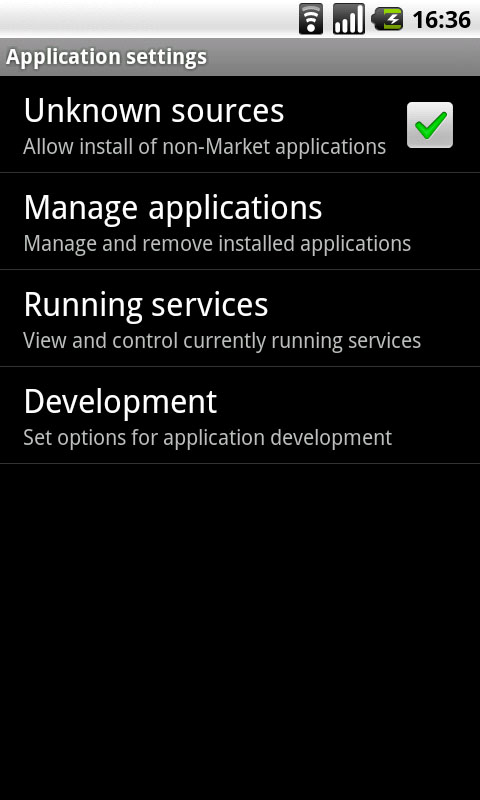 16:36
Application settings
Unknown sources
Allow install of non-Market applications
Manage applications
Manage and remove installed applications
Running services
View and control currently running services
Development
Set options for application development